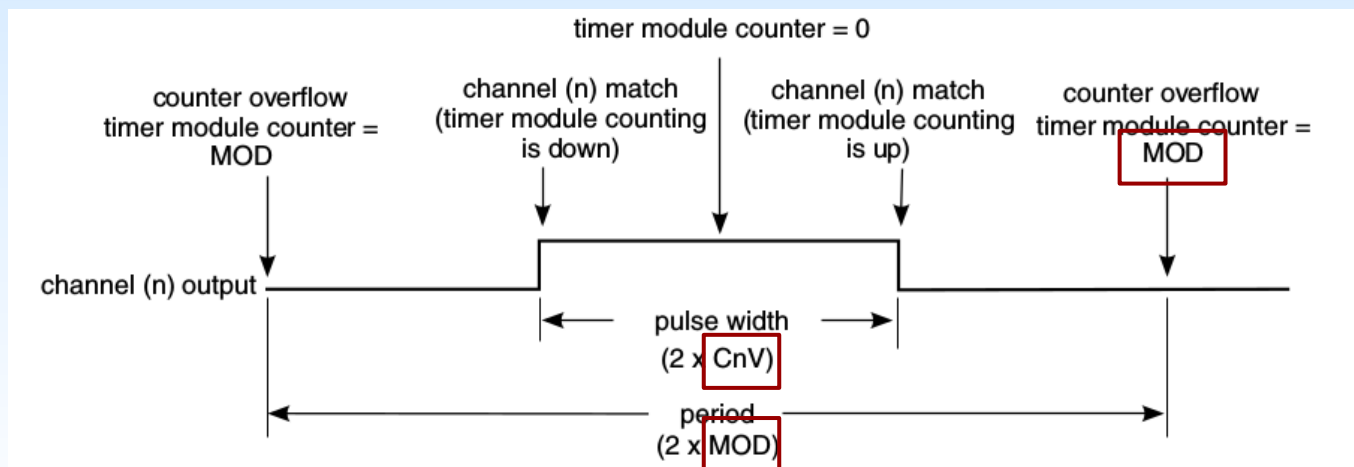 timer module counter = 0
counter overflow
timer module counter =
MOD
channel (n) match
(timer module counting
is down)
channel (n) match
(timer module counting
is up)
counter overflow
timer module counter =
MOD
channel (n) output
pulse width
(2 x CnV)
period
(2 x MOD)